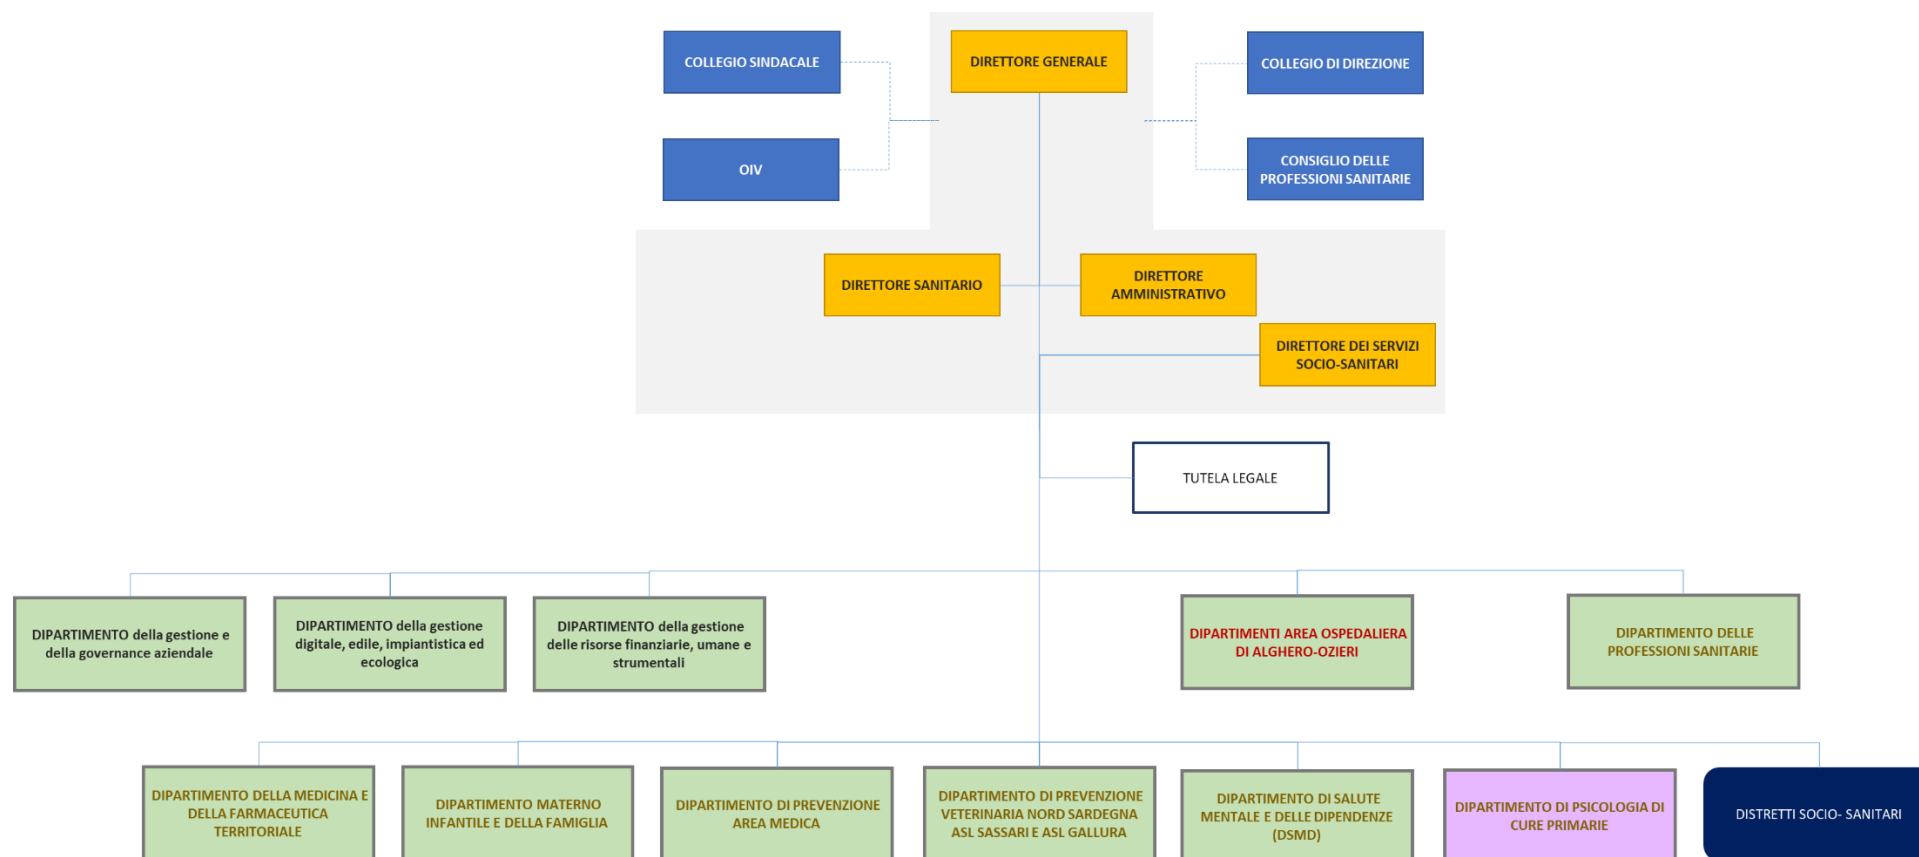 COLLEGIO SINDACALE
DIRETTORE GENERALE
COLLEGIO DI DIREZIONE
OIV
CONSIGLIO DELLE
PROFESSIONI SANITARIE
DIRETTORE SANITARIO
DIRETTORE
AMMINISTRATIVO
DIRETTORE DEI SERVIZI
SOCIO-SANITARI
TUTELA LEGALE
DIPARTIMENTO della gestione e
della governance aziendale
DIPARTIMENTO della gestione
digitale, edile, impiantistica ed
ecologica
DIPARTIMENTO della gestione
delle risorse finanziarie, umane e
strumentali
DIPARTIMENTI AREA OSPEDALIERA
DI ALGHERO-OZIERI
DIPARTIMENTO DELLE
PROFESSIONI SANITARIE
DIPARTIMENTO DELLA MEDICINA E
DELLA FARMACEUTICA
TERRITORIALE
DIPARTIMENTO MATERNO
INFANTILE E DELLA FAMIGLIA
DIPARTIMENTO DI PREVENZIONE
AREA MEDICA
DIPARTIMENTO DI PREVENZIONE
VETERINARIA NORD SARDEGNA
ASL SASSARI E ASL GALLURA
DIPARTIMENTO DI SALUTE
MENTALE E DELLE DIPENDENZE
(DSMD)
DIPARTIMENTO DI PSICOLOGIA DI
CURE PRIMARIE
DISTRETTI SOCIO- SANITARI